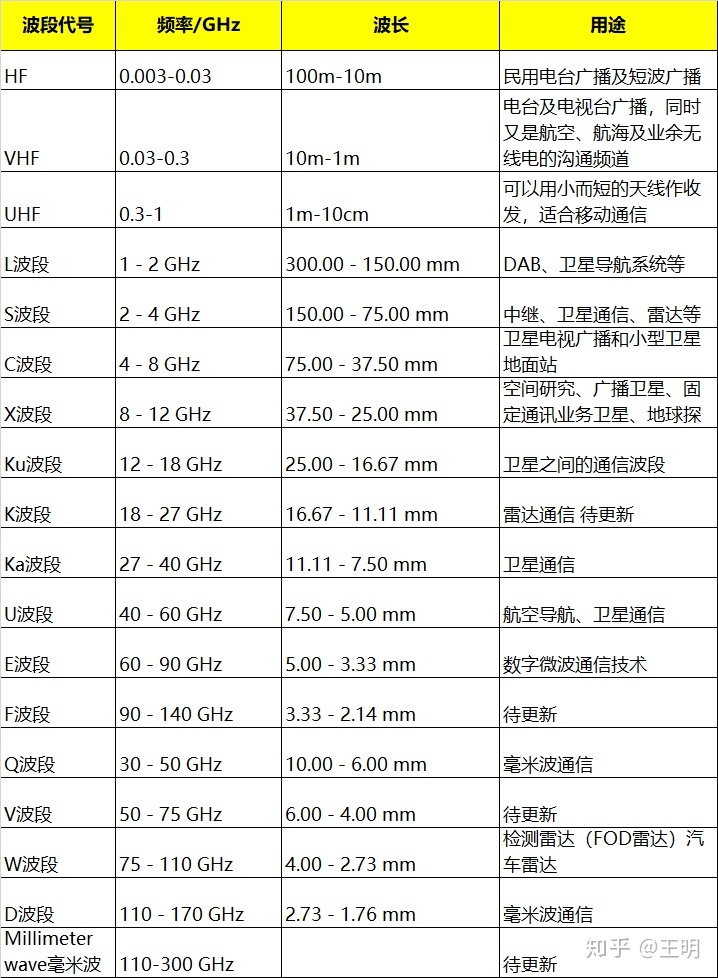 波段代号 频率/GHz 波长 用途
HF 0.003-0.03 100m-10m 民用电台广播及短波广播
电台及电视台广播，同时
又是航空、航海及业余无
VHF 0.03-0.3 10m-1m 线电的沟通频道
可以用小而短的天线作收
UHF 0.3-1 1m-10cm 发，适合移动通信
L波段 1 - 2 GHz 300.00 - 150.00 mm DAB、卫星导航系统等
S波段 2 - 4 GHz 150.00 - 75.00 mm 中继、卫星通信、雷达等
卫星电视广播和小型卫星
C波段 4 - 8 GHz 75.00 - 37.50 mm 地面站
空间研究、广播卫星、固
X波段 8 - 12 GHz 37.50 - 25.00 mm 定通讯业务卫星、地球探
Ku波段 12 - 18 GHz 25.00 - 16.67 mm 卫星之间的通信波段
K波段 18 - 27 GHz 16.67 - 11.11 mm 雷达通信 待更新
Ka波段 27 - 40 GHz 11.11 - 7.50 mm 卫星通信
U波段 40 - 60 GHz 7.50 - 5.00 mm 航空导航、卫星通信
E波段 60 - 90 GHz 5.00 - 3.33 mm 数字微波通信技术
F波段 90 - 140 GHz 3.33 - 2.14 mm 待更新
Q波段 30 - 50 GHz 10.00 - 6.00 mm 毫米波通信
V波段 50 - 75 GHz 6.00 - 4.00 mm 待更新
检测雷达（FOD雷达）汽
W波段 75 - 110 GHz 4.00 - 2.73 mm 车雷达
D波段 110 - 170 GHz 2.73 - 1.76 mm 毫米波通信
Millimeter
wave毫米波 110-300 GHz 待更新
知乎 @王明